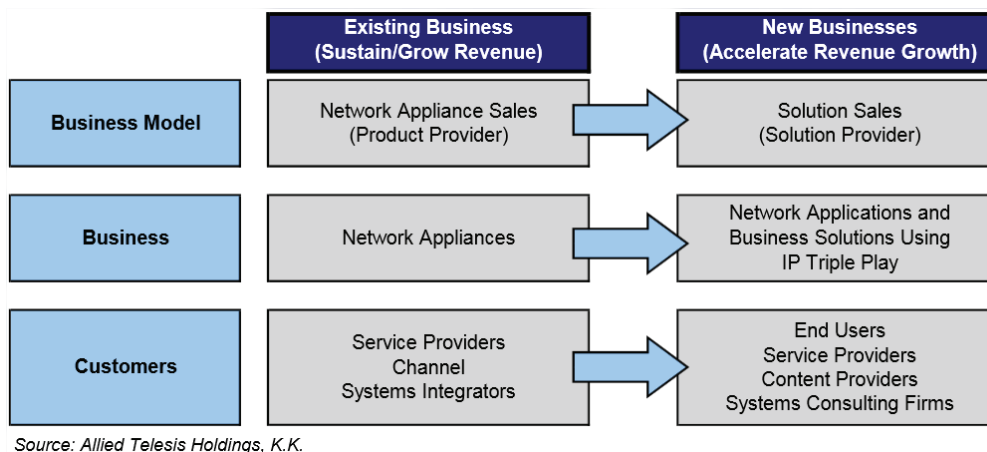 Existing Business
(Sustain/Grow Revenue)
New Businesses
(Accelerate Revenue Growth)
Business Model
Network Appliance Sales
(Product Provider)
Solution Sales
(Solution Provider)
Business
Network Appliances
Network Applications and
Business Solutions Using
IP Triple Play
Customers
Service Providers
Channel
Systems Integrators
End Users
Service Providers
Content Providers
Systems Consulting Firms
Source: Allied Telesis Holdings, K.K.